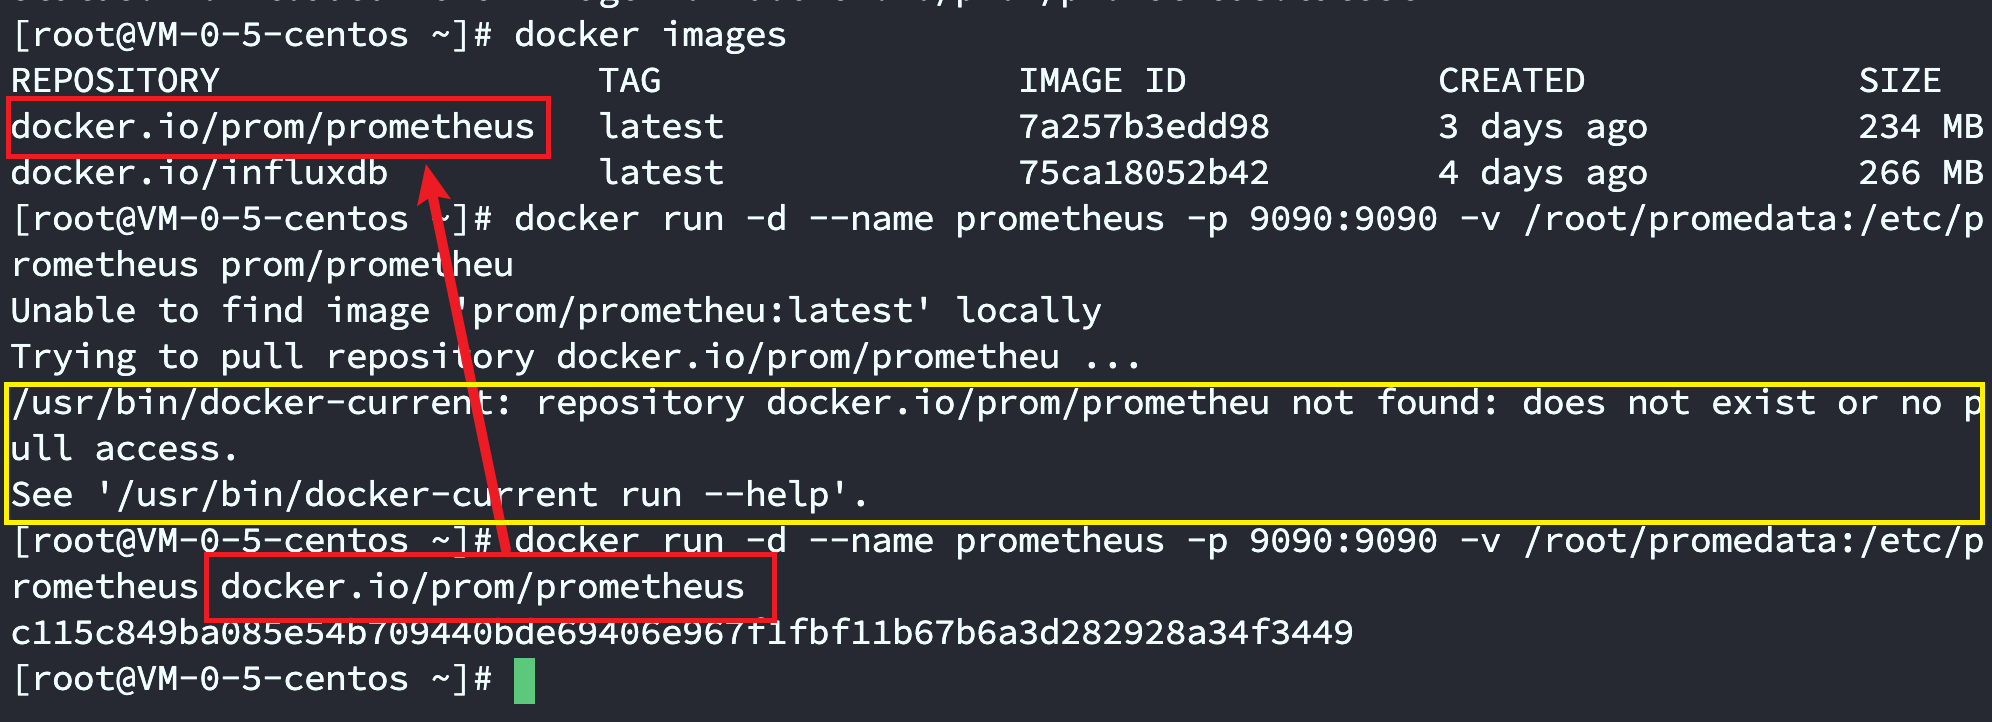 [root@VM-0-5-centos ~]# docker images
REPOSITORY TAG IMAGE ID CREATED SIZE
docker.io/prom/prometheus latest 7a257b3edd98 3 days ago 234 MB
docker.io/influxdb latest 75ca18052b42 4 days ago 266 MB
[root@VM-0-5-centos ~]# docker run -d --name prometheus -p 9090:9090 -v /root/promedata:/etc/p
rometheus prom/prometheu
Unable to find image 'prom/prometheu:latest' locally
Trying to pull repository docker.io/prom/prometheu ...
/usr/bin/docker-current: repository docker.io/prom/prometheu not found: does not exist or no p
ull access.
See '/usr/bin/docker-current run --help'.
[root@VM-0-5-centos ~]# docker run -d --name prometheus -p 9090:9090 -v /root/promedata:/etc/p
rometheus docker.io/prom/prometheus
c115c849ba085e54b709440bde69406e967f1fbf11b67b6a3d282928a34f3449
[root@VM-0-5-centos ~]#